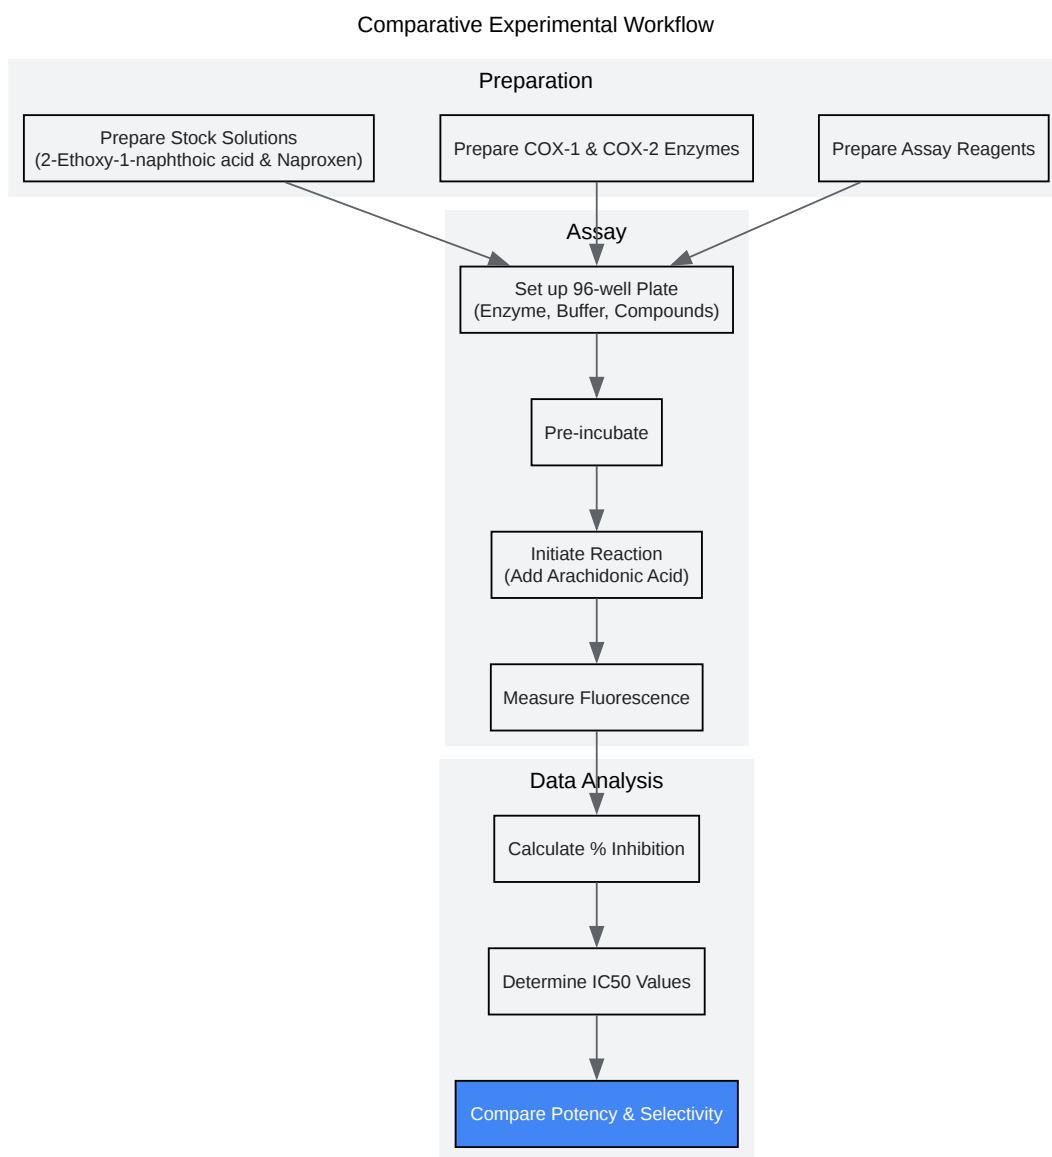 Comparative Experimental Workflow
Preparation
Prepare Stock Solutions
(2-Ethoxy-1-naphthoic acid & Naproxen)
Prepare COX-1 & COX-2 Enzymes
Prepare Assay Reagents
Assay
Set up 96-well Plate
(Enzyme, Buffer, Compounds)
Pre-incubate
Initiate Reaction
(Add Arachidonic Acid)
Measure Fluorescence
Data Analysis
Calculate % Inhibition
Determine IC50 Values
Compare Potency & Selectivity